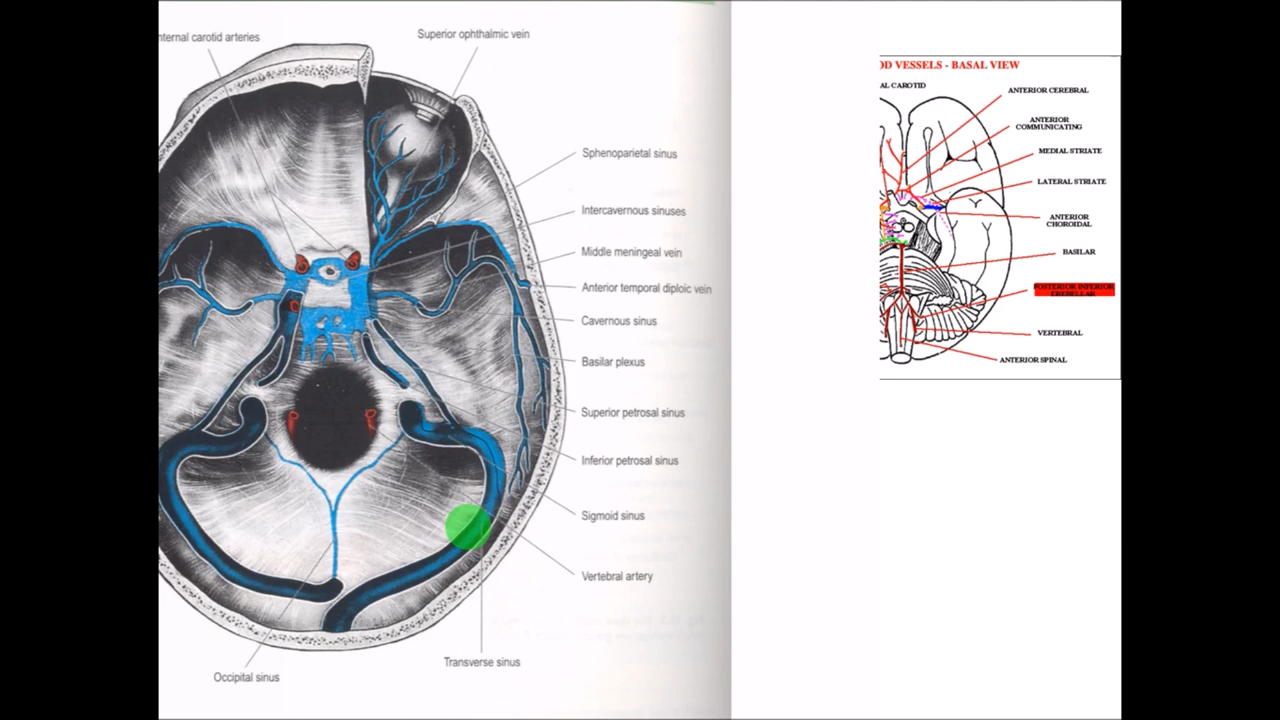 nternal carotid arteries
Superior ophthalmic vein
Sphenoparietal sinus
Intercavernous sinuses
Middle meningeal vein
Anterior temporal diploic vein
Cavernous sinus
Basilar plexus
Superior petrosal sinus
Inferior petrosal sinus
Sigmoid sinus
Vertebral artery
Transverse sinus
Occipital sinus
OD VESSELS - BASAL VIEW
AL CAROTID
ANTERIOR CEREBRAL
ANTERIOR
COMMUNICATING
MEDIAL STRIATE
LATERAL STRIATE
ANTERIOR
CHOROIDAL
BASILAR
POSTERIOR INFERIOR
EREBELLAR
VERTEBRAL
ANTERIOR SPINAL